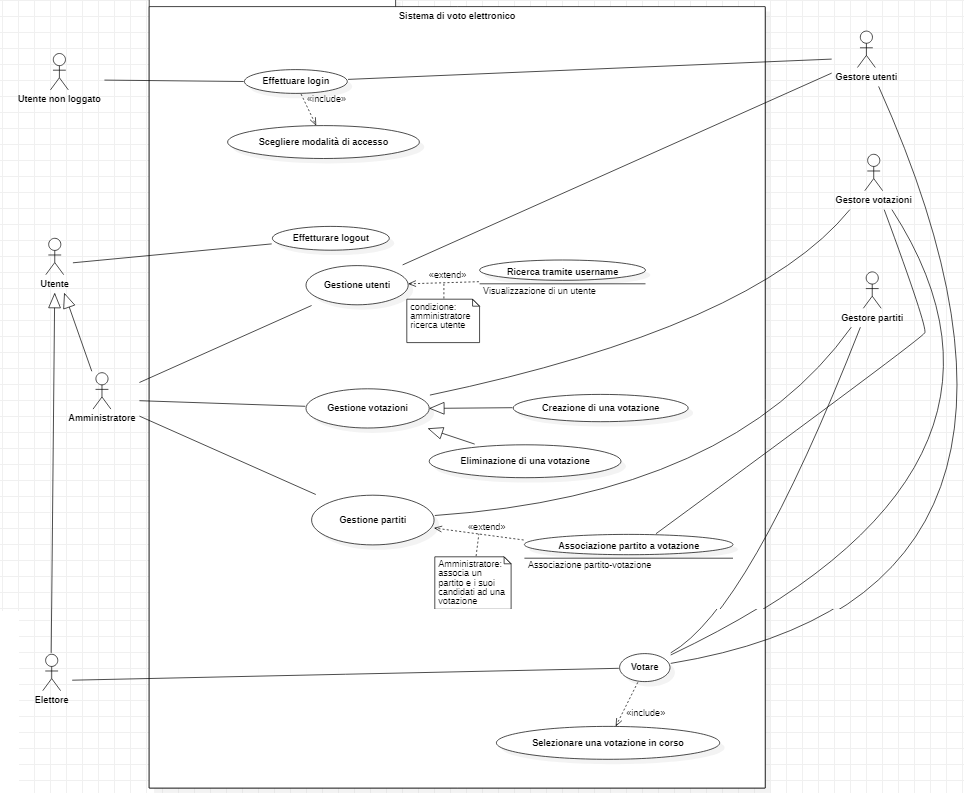 Sistema di voto elettronico
Utente non loggato
Effettuare login
Gestore utenti
«include»
Scegliere modalità di accesso
Gestore votazioni
Utente
Effetturare logout
Gestione utenti
«extend»
Ricerca tramite username
Visualizzazione di un utente
condizione:
amministratore
ricerca utente
Gestore partiti
Amministratore
Gestione votazioni
Creazione di una votazione
Eliminazione di una votazione
Gestione partiti
«extend»
Associazione partito a votazione
Associazione partito-votazione
Amministratore:
associa un
partito e i suoi
candidati ad una
votazione
Elettore
Votare
«include»
Selezionare una votazione in corso